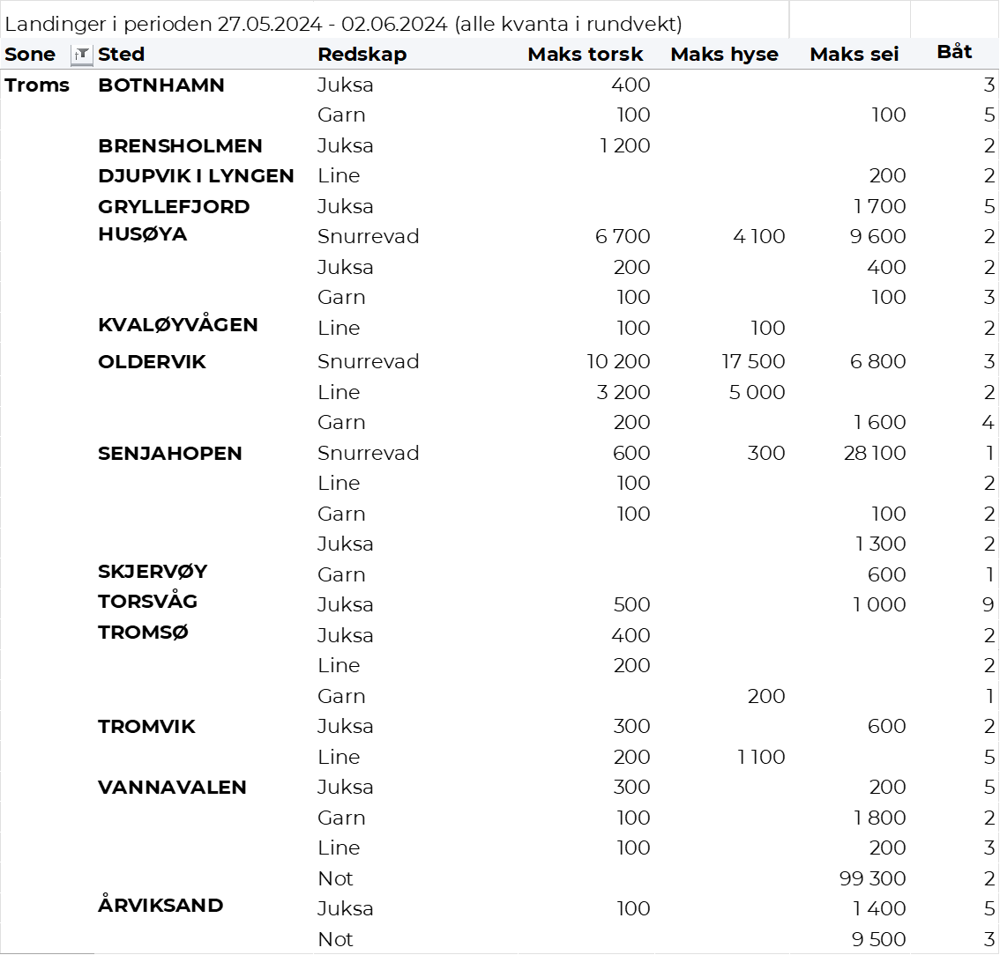 Landinger i perioden 27.05.2024 - 02.06.2024 (alle kvanta i rundvekt)
Sone Sted Redskap Maks torsk Maks hyse Maks sei Båt
Troms BOTNHAMN Juksa 400 3
Garn 100 100 5
BRENSHOLMEN Juksa 1 200 2
DJUPVIK I LYNGEN Line 200 2
GRYLLEFJORD Juksa 1 700 5
HUSØYA Snurrevad 6 700 4 100 9 600 2
Juksa 200 400 2
Garn 100 100 3
KVALØYVÅGEN Line 100 100 2
OLDERVIK Snurrevad 10 200 17 500 6 800 3
Line 3 200 5 000 2
Garn 200 1 600 4
SENJAHOPEN Snurrevad 600 300 28 100 1
Line 100 2
Garn 100 100 2
Juksa 1 300 2
SKJERVØY Garn 600 1
TORSVÅG Juksa 500 1 000 9
TROMSØ Juksa 400 2
Line 200 2
Garn 200 1
TROMVIK Juksa 300 600 2
Line 200 1 100 5
VANNAVALEN Juksa 300 200 5
Garn 100 1 800 2
Line 100 200 3
Not 99 300 2
ÅRVIKSAND Juksa 100 1 400 5
Not 9 500 3